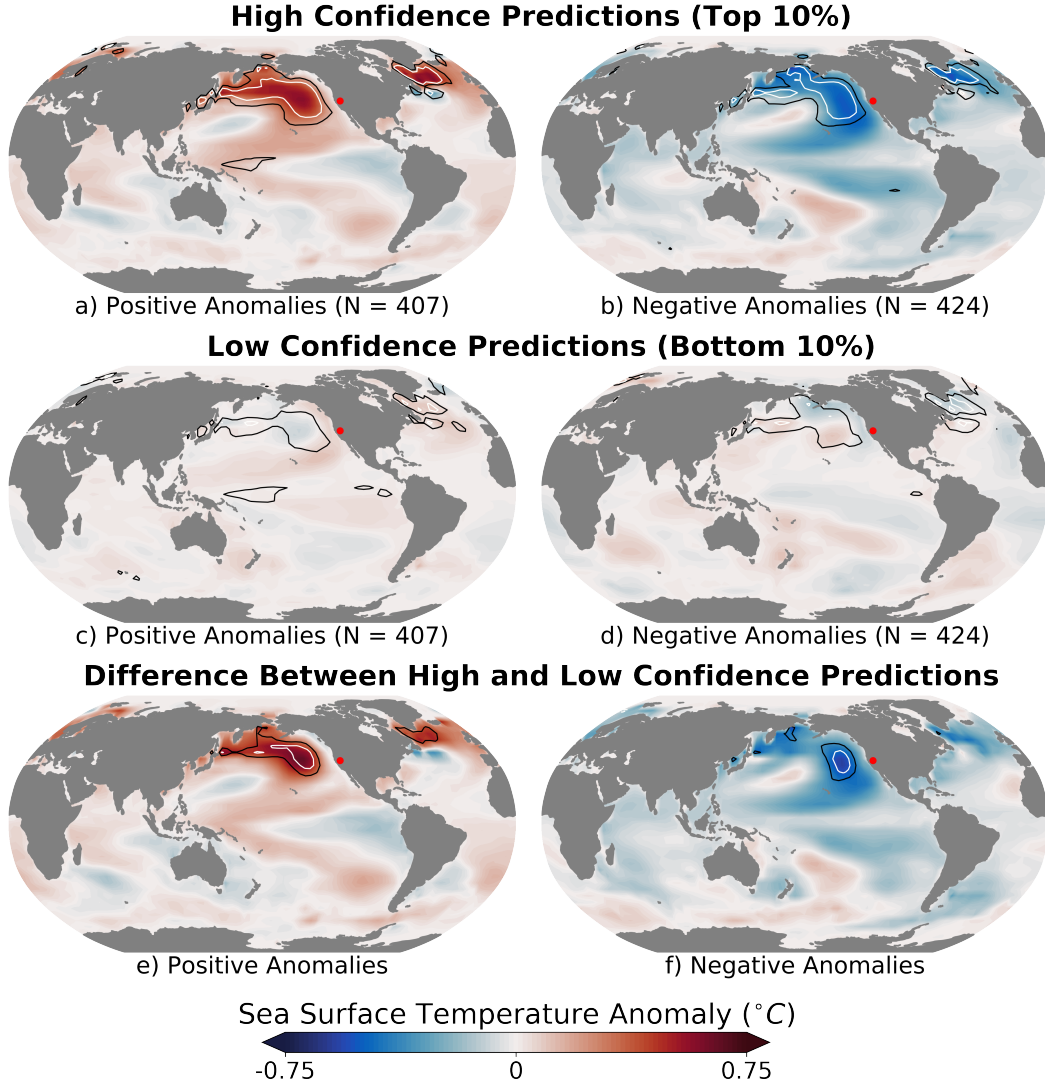 High Confidence Predictions (Top 10%)
a) Positive Anomalies (N = 407)
b) Negative Anomalies (N = 424)
Low Confidence Predictions (Bottom 10%)
c) Positive Anomalies (N = 407)
d) Negative Anomalies (N = 424)
Difference Between High and Low Confidence Predictions
e) Positive Anomalies
f) Negative Anomalies
Sea Surface Temperature Anomaly (°C)
-0.75 0 0.75